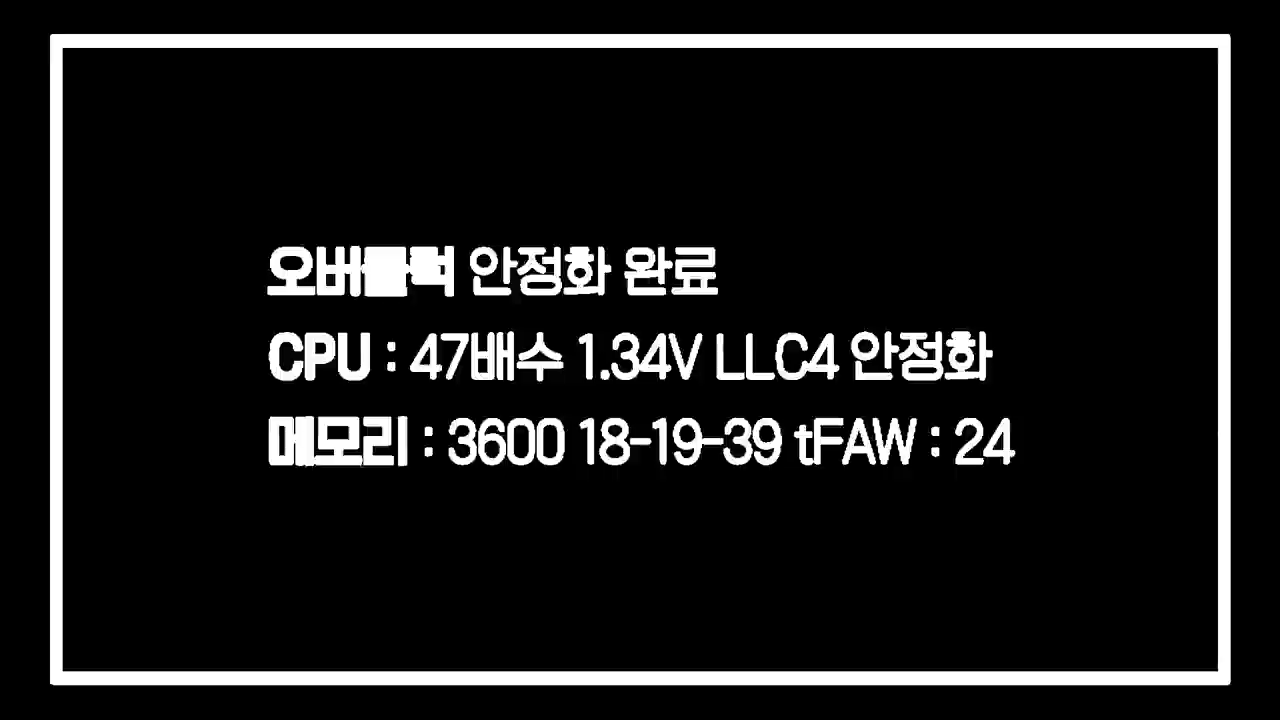 오버클럭 안정화 완료
CPU : 47배수 1.34V LLC4 안정화
메모리 : 3600 18-19-39 tFAW : 24